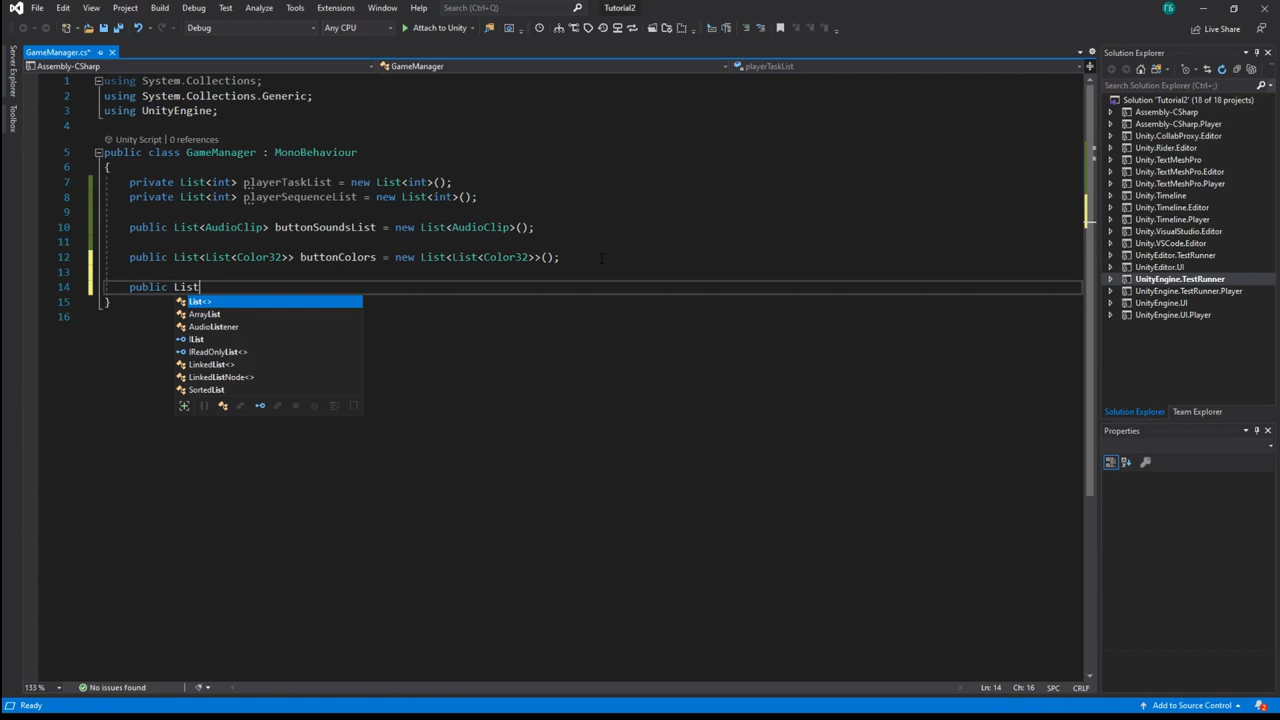 File Edit View Project Build Debug Test Analyze Tools Extensions Window Help Search (Ctrl+Q) Tutorial2 ГБ
Debug Any CPU Attach to Unity Live Share
Server Explorer
Toolbox
GameManager.cs*
Assembly-CSharp GameManager playerTaskList
1 using System.Collections;
2 using System.Collections.Generic;
3 using UnityEngine;
4
Unity Script | 0 references
5 public class GameManager : MonoBehaviour
6 {
7 private List<int> playerTaskList = new List<int>();
8 private List<int> playerSequenceList = new List<int>();
9
10 public List<AudioClip> buttonSoundsList = new List<AudioClip>();
11
12 public List<List<Color32>> buttonColors = new List<List<Color32>>();
13
14 public List
15 }
16
List<>
ArrayList
AudioListener
IList
IReadOnlyList<>
LinkedList<>
LinkedListNode<>
SortedList
Solution Explorer
Search Solution Explorer (Ctrl+;)
Solution 'Tutorial2' (18 of 18 projects)
Assembly-CSharp
Assembly-CSharp.Player
Unity.CollabProxy.Editor
Unity.Rider.Editor
Unity.TextMeshPro
Unity.TextMeshPro.Editor
Unity.TextMeshPro.Player
Unity.Timeline
Unity.Timeline.Editor
Unity.Timeline.Player
Unity.VisualStudio.Editor
Unity.VSCode.Editor
UnityEditor.TestRunner
UnityEditor.UI
UnityEngine.TestRunner
UnityEngine.TestRunner.Player
UnityEngine.UI
UnityEngine.UI.Player
Solution Explorer Team Explorer
Properties
133 % No issues found Ln: 14 Ch: 16 SPC CRLF
Ready Add to Source Control 2